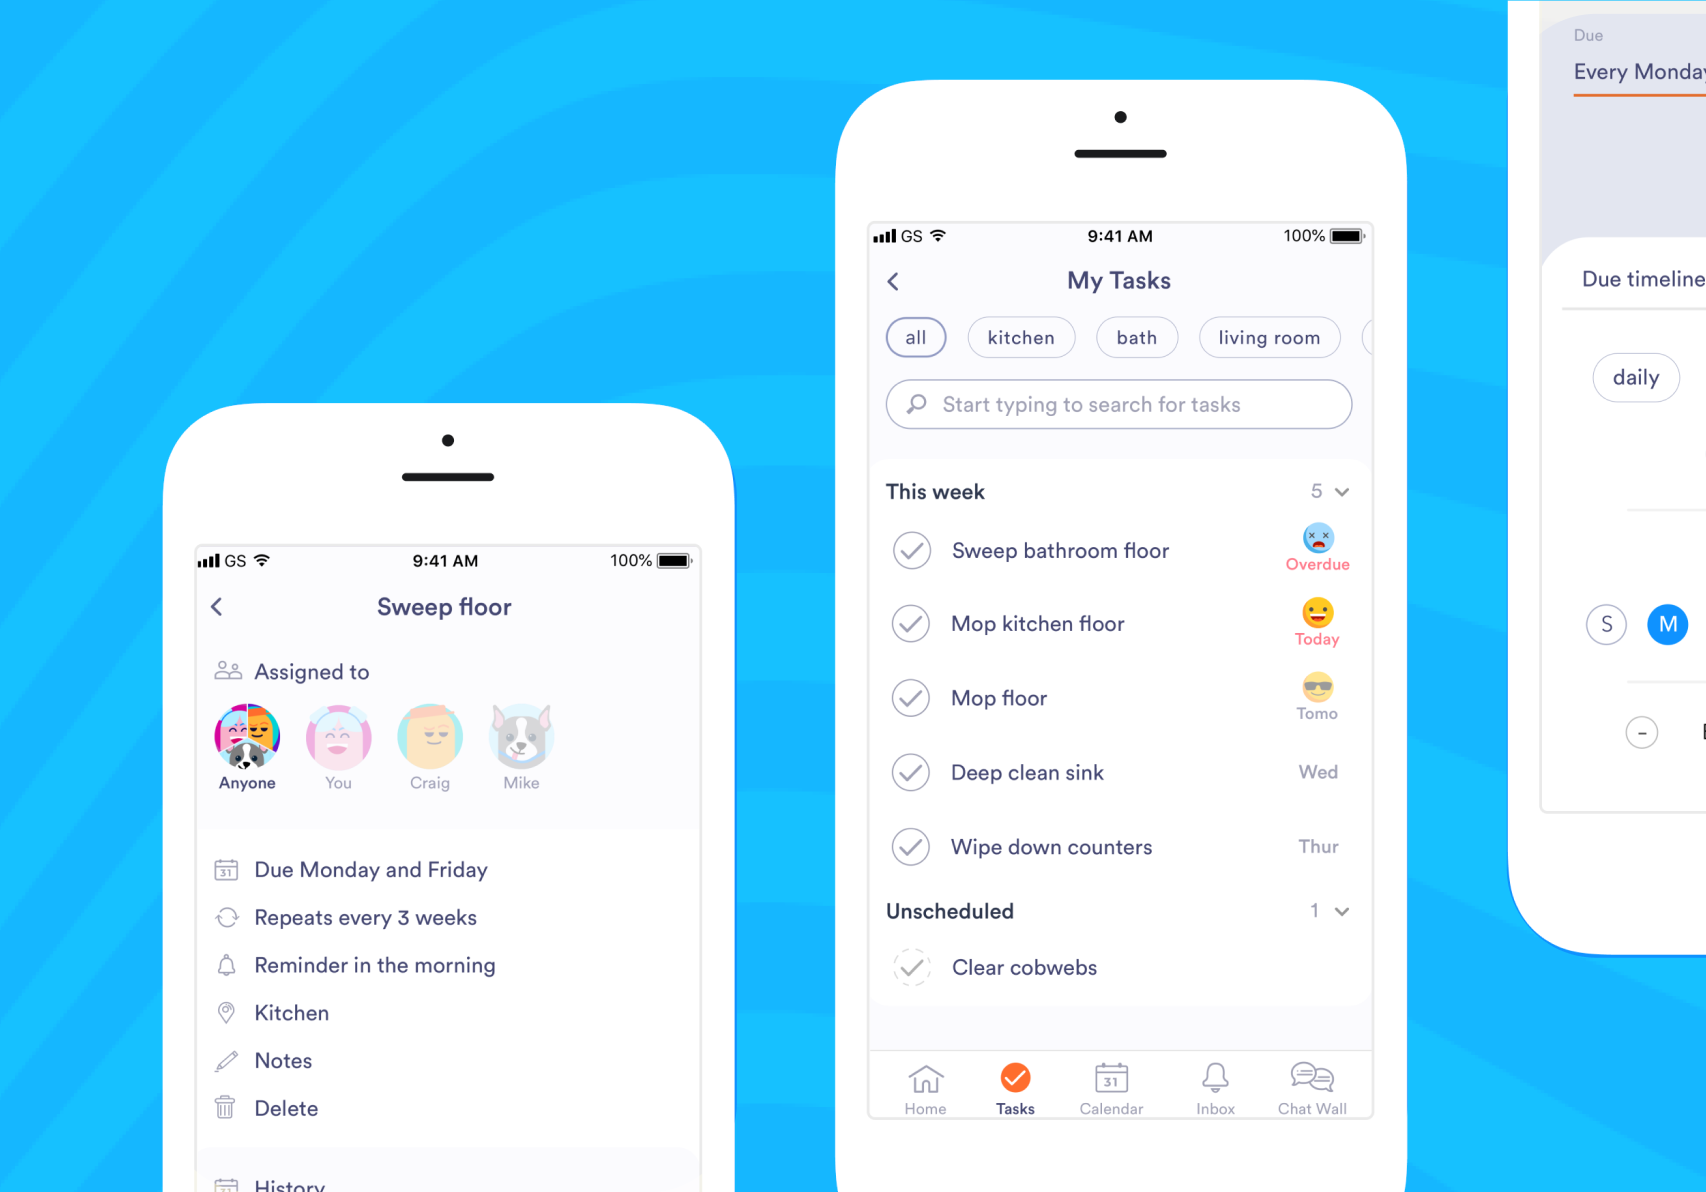 GS 9:41 AM 100%
Sweep floor
Assigned to
Anyone You Craig Mike
31 Due Monday and Friday
Repeats every 3 weeks
Reminder in the morning
Kitchen
Notes
Delete
History
GS 9:41 AM 100%
My Tasks
all kitchen bath living room
Start typing to search for tasks
This week 5
Sweep bathroom floor Overdue
Mop kitchen floor Today
Mop floor Tomo
Deep clean sink Wed
Wipe down counters Thur
Unscheduled 1
Clear cobwebs
31
Home Tasks Calendar Inbox Chat Wall
Due
Every Monday
Due timeline
daily
S M
-